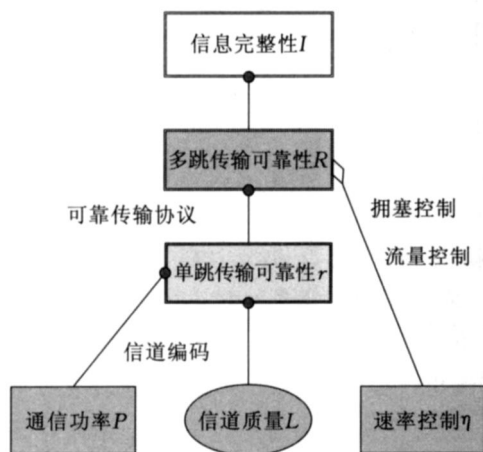 信息完整性I
多跳传输可靠性R
可靠传输协议
拥塞控制
流量控制
单跳传输可靠性r
信道编码
通信功率P
信道质量L
速率控制η